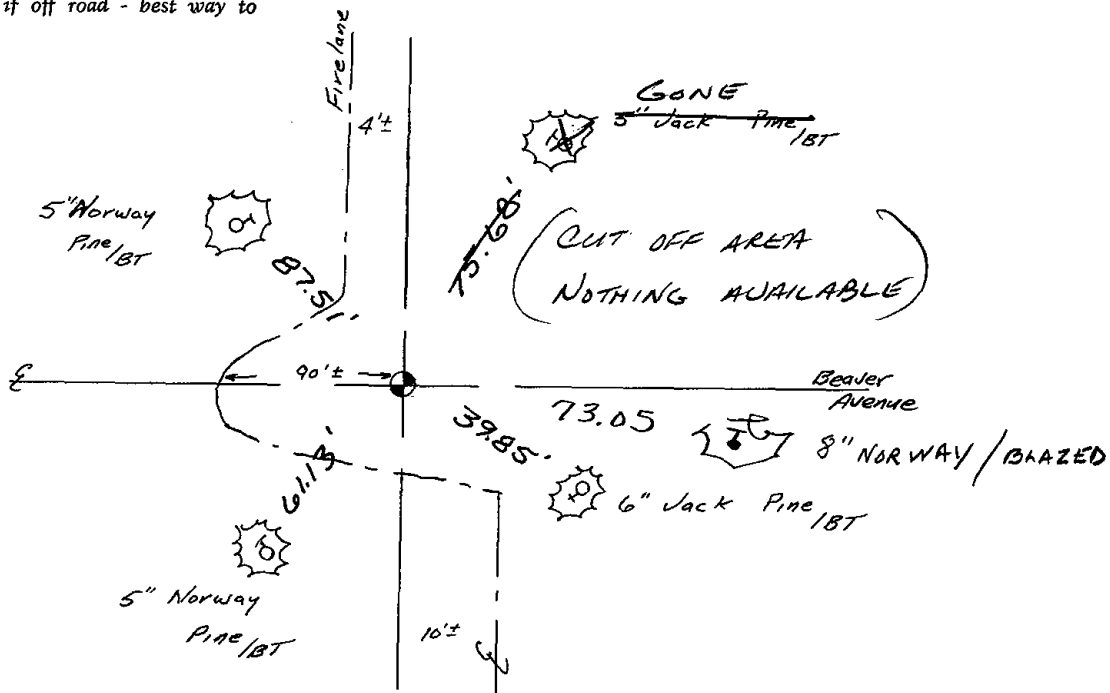 if off road - best way to
Firelane
4'±
GONE
5" Jack Pine
/BT
5" Norway
Pine/BT
75.68'
(CUT OFF AREA
NOTHING AVAILABLE)
87.51'
90'±
Beaver
Avenue
73.05
39.85'
8" NORWAY/BLAZED
61.13'
6" Jack Pine
/BT
5" Norway
Pine/BT
10'±